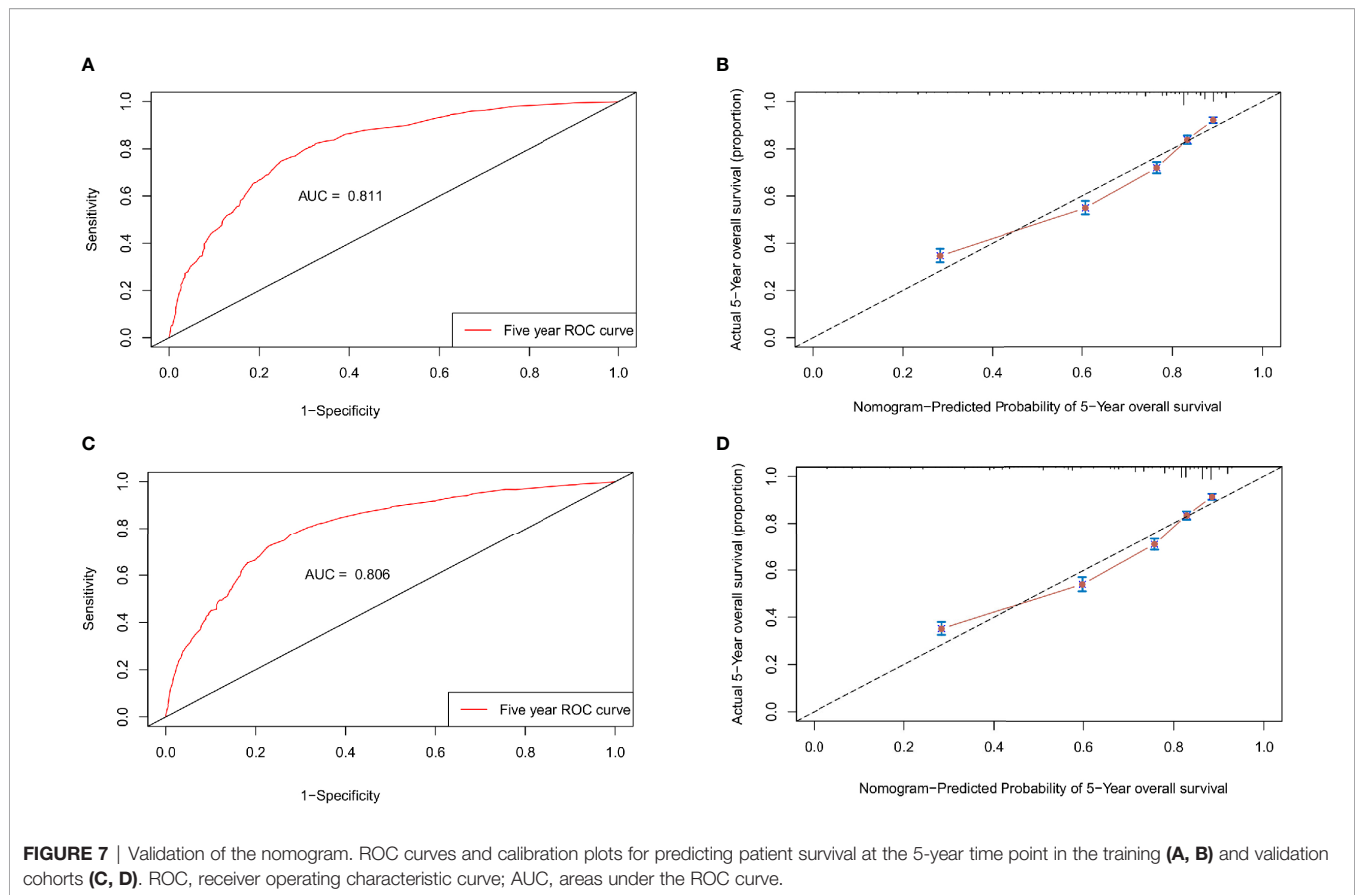 A
Sensitivity
1.0
0.8
0.6
0.4
0.2
0.0
AUC = 0.811
Five year ROC curve
0.0 0.2 0.4 0.6 0.8 1.0
1−Specificity
B
Actual 5−Year overall survival (proportion)
1.0
0.8
0.6
0.4
0.2
0.0
0.0 0.2 0.4 0.6 0.8 1.0
Nomogram−Predicted Probability of 5−Year overall survival
C
Sensitivity
1.0
0.8
0.6
0.4
0.2
0.0
AUC = 0.806
Five year ROC curve
0.0 0.2 0.4 0.6 0.8 1.0
1−Specificity
D
Actual 5−Year overall survival (proportion)
1.0
0.8
0.6
0.4
0.2
0.0
0.0 0.2 0.4 0.6 0.8 1.0
Nomogram−Predicted Probability of 5−Year overall survival
FIGURE 7 | Validation of the nomogram. ROC curves and calibration plots for predicting patient survival at the 5-year time point in the training (A, B) and validation
cohorts (C, D). ROC, receiver operating characteristic curve; AUC, areas under the ROC curve.